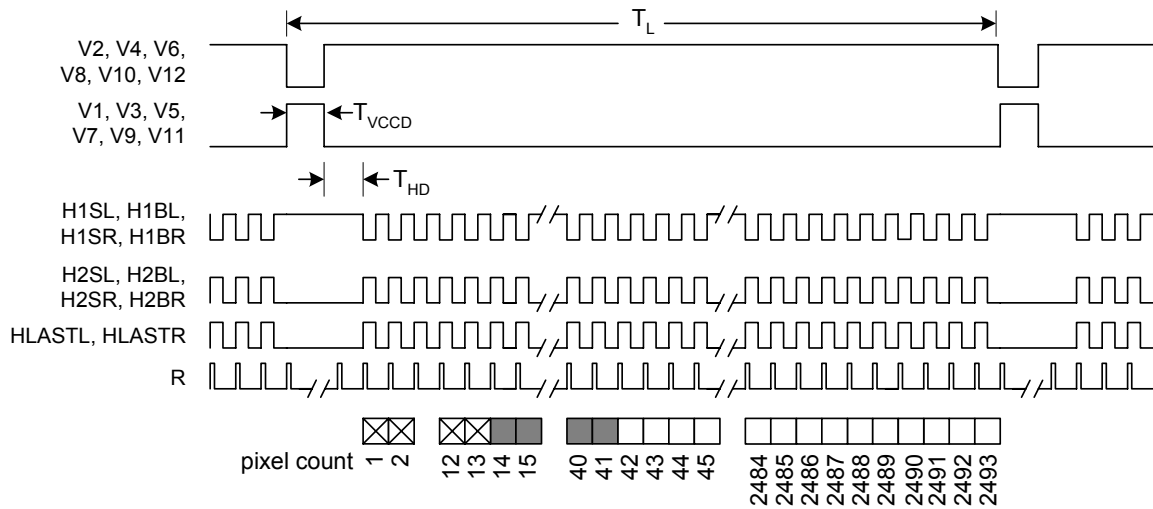 T_L
V2, V4, V6,
V8, V10, V12
V1, V3, V5,
V7, V9, V11
T_VCCD
T_HD
H1SL, H1BL,
H1SR, H1BR
H2SL, H2BL,
H2SR, H2BR
HLASTL, HLASTR
R
pixel count
1
2
12
13
14
15
40
41
42
43
44
45
2484
2485
2486
2487
2488
2489
2490
2491
2492
2493